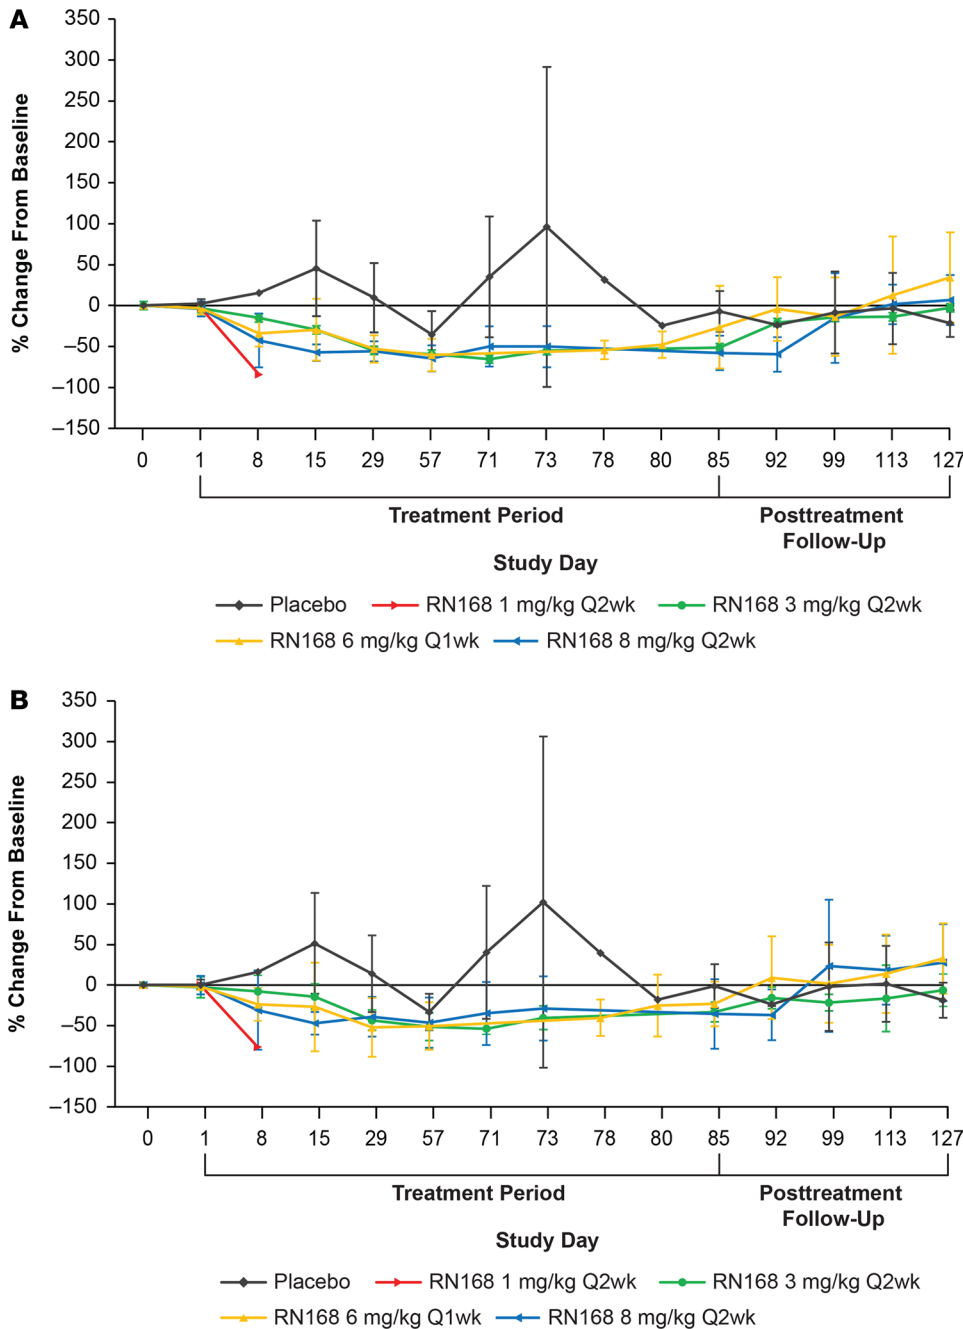 A
% Change From Baseline
350
300
250
200
150
100
50
0
–50
–100
–150
0 1 8 15 29 57 71 73 78 80 85 92 99 113 127
Treatment Period
Posttreatment
Follow-Up
Study Day
Placebo RN168 1 mg/kg Q2wk RN168 3 mg/kg Q2wk
RN168 6 mg/kg Q1wk RN168 8 mg/kg Q2wk
B
% Change From Baseline
350
300
250
200
150
100
50
0
–50
–100
–150
0 1 8 15 29 57 71 73 78 80 85 92 99 113 127
Treatment Period
Posttreatment
Follow-Up
Study Day
Placebo RN168 1 mg/kg Q2wk RN168 3 mg/kg Q2wk
RN168 6 mg/kg Q1wk RN168 8 mg/kg Q2wk